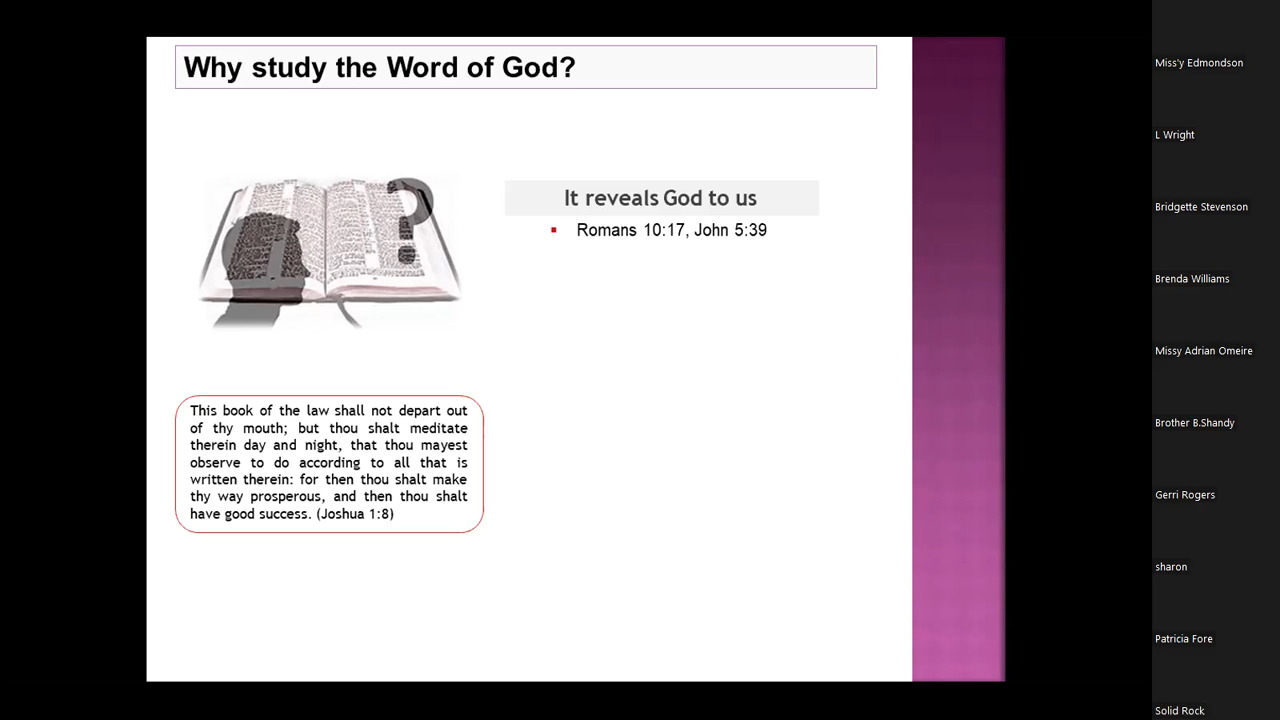 Why study the Word of God?
It reveals God to us
▪ Romans 10:17, John 5:39
This book of the law shall not depart out
of thy mouth; but thou shalt meditate
therein day and night, that thou mayest
observe to do according to all that is
written therein: for then thou shalt make
thy way prosperous, and then thou shalt
have good success. (Joshua 1:8)
Miss'y Edmondson
L Wright
Bridgette Stevenson
Brenda Williams
Missy Adrian Omeire
Brother B.Shandy
Gerri Rogers
sharon
Patricia Fore
Solid Rock